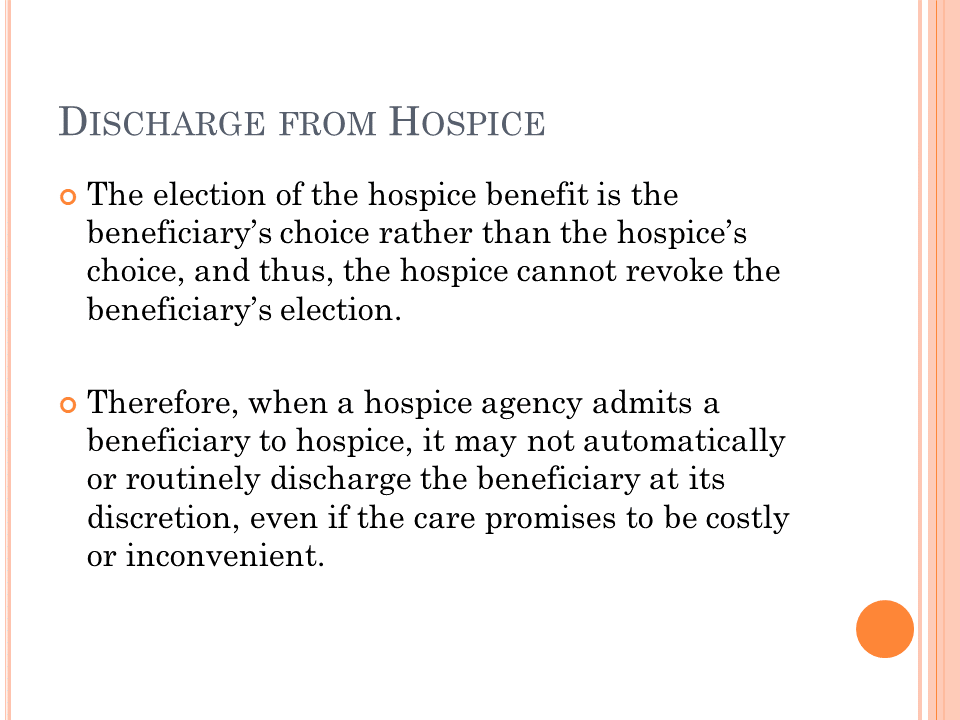 DISCHARGE FROM HOSPICE
The election of the hospice benefit is the
beneficiary’s choice rather than the hospice’s
choice, and thus, the hospice cannot revoke the
beneficiary’s election.
Therefore, when a hospice agency admits a
beneficiary to hospice, it may not automatically
or routinely discharge the beneficiary at its
discretion, even if the care promises to be costly
or inconvenient.